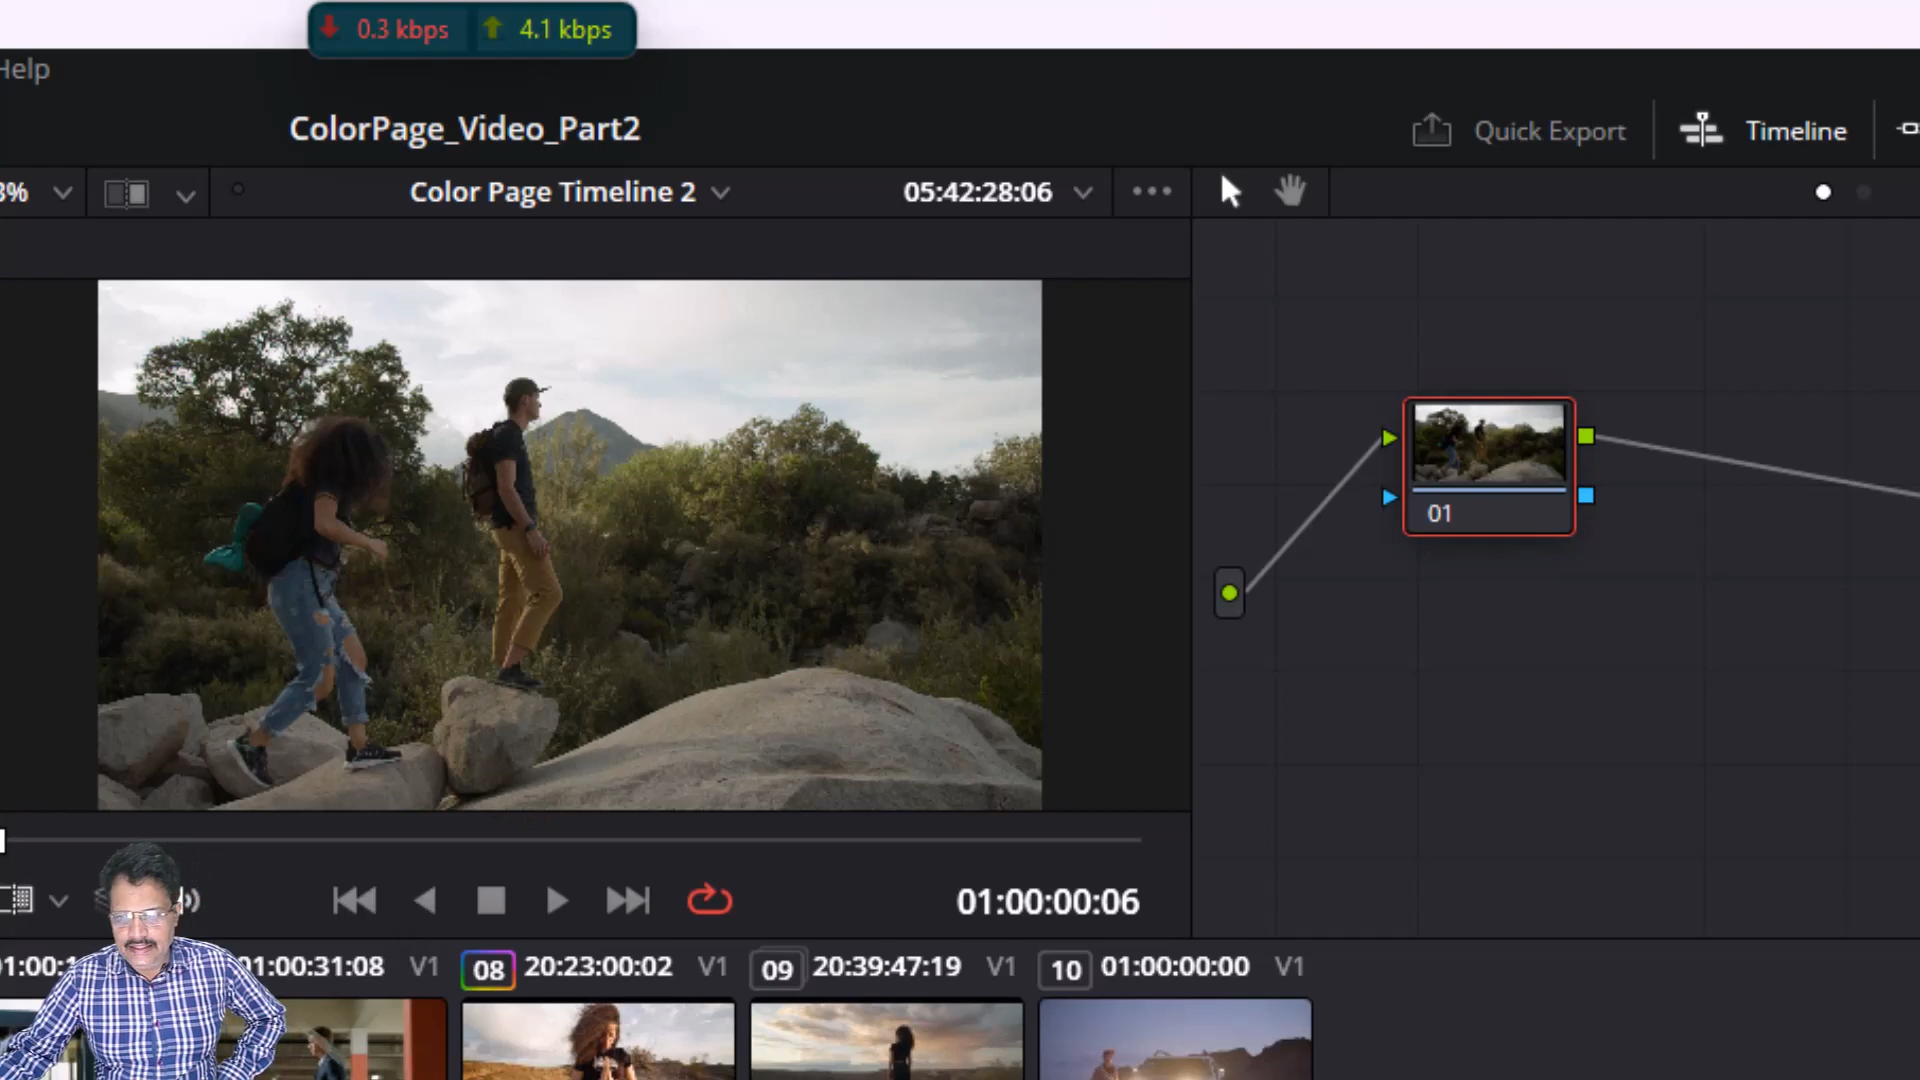 0.3 kbps 4.1 kbps
Help
ColorPage_Video_Part2
Quick Export
Timeline
Color Page Timeline 2
05:42:28:06
01
01:00:00:06
01:00:31:08 V1
08 20:23:00:02 V1
09 20:39:47:19 V1
10 01:00:00:00 V1